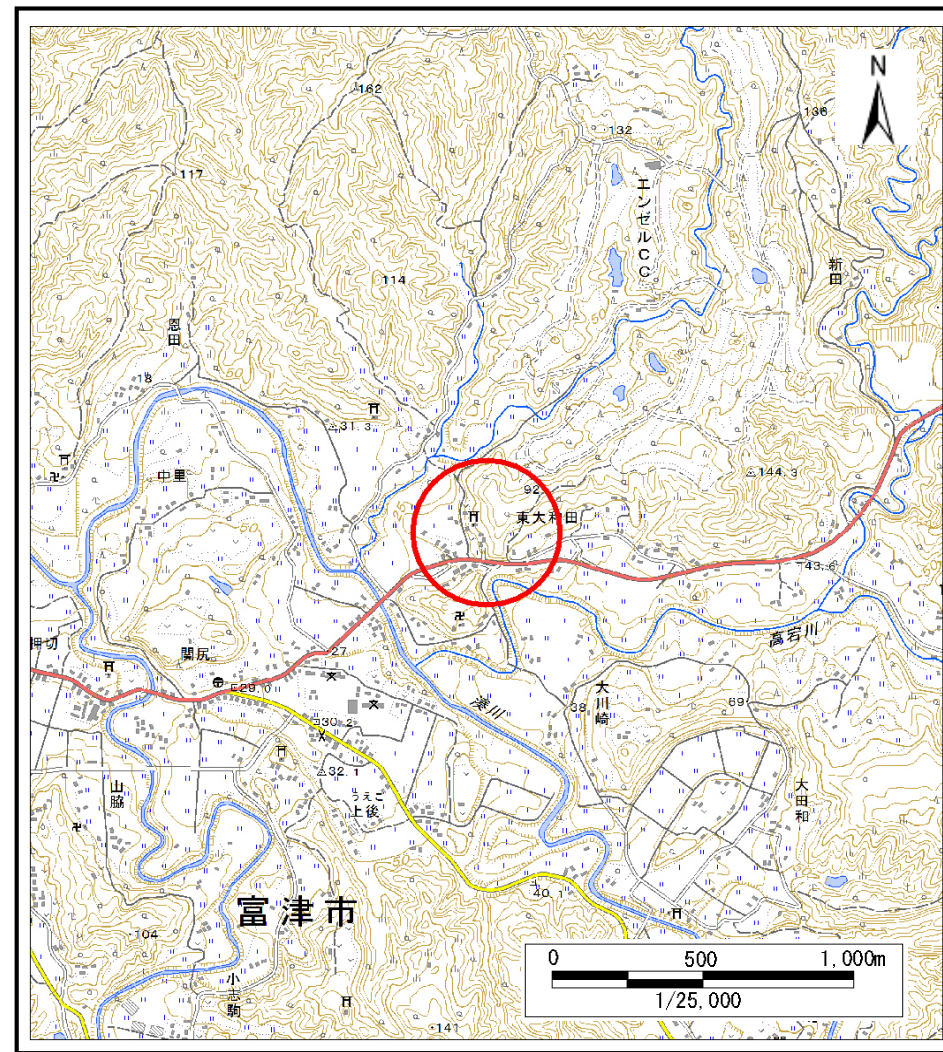 162
N
136
132
117
エンゼルCC
新田
114
恩田
18
31.3
中里
92
144.3
東大和田
43.6
高宕川
押切
関尻
27
大川崎
29.0
湊川
38
69
30.2
32.1
山脇
うえご
上後
大田和
40.1
富津市
104
0 500 1,000m
1/25,000
小志駒
141
50
50